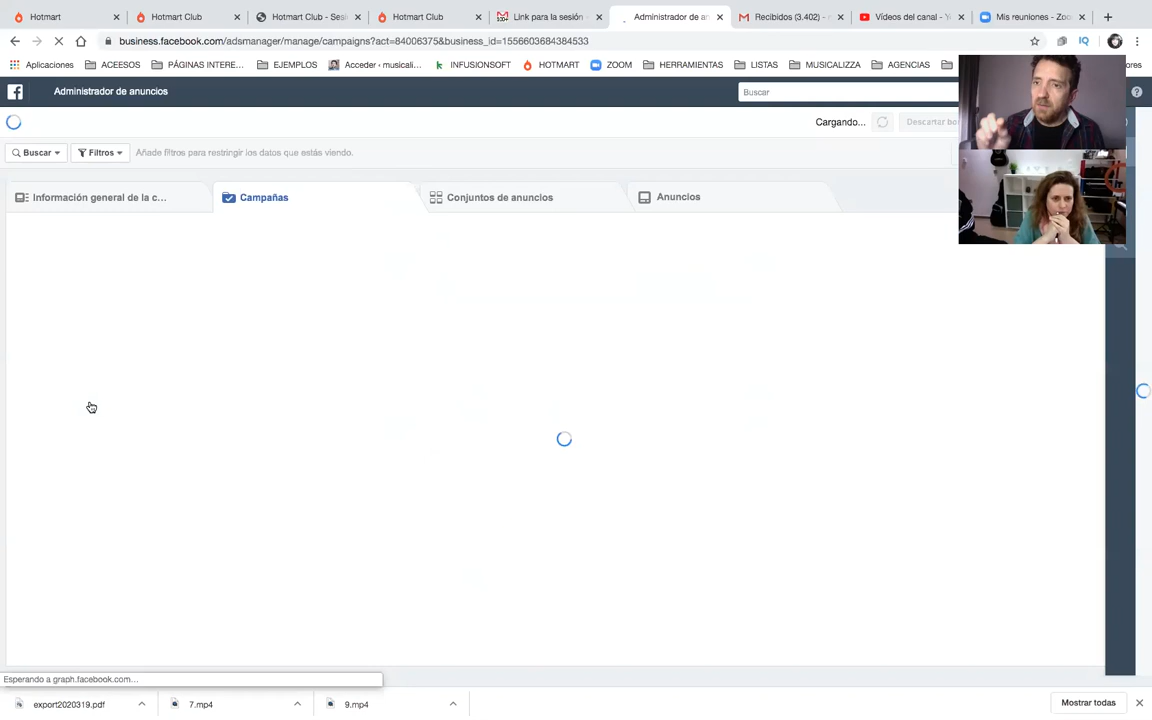 Hotmart
Hotmart Club
Hotmart Club - Sesi
Hotmart Club
Link para la sesión
Administrador de an
Recibidos (3.402) -
Vídeos del canal - Y
Mis reuniones - Zoo
business.facebook.com/adsmanager/manage/campaigns?act=84006375&business_id=1556603684384533
Aplicaciones
ACEESOS
PÁGINAS INTERE...
EJEMPLOS
Acceder ‹ musicali...
INFUSIONSOFT
HOTMART
ZOOM
HERRAMIENTAS
LISTAS
MUSICALIZZA
AGENCIAS
ores
Administrador de anuncios
Buscar
Cargando...
Descartar bo
Buscar
Filtros
Añade filtros para restringir los datos que estás viendo.
Información general de la c...
Campañas
Conjuntos de anuncios
Anuncios
Esperando a graph.facebook.com...
export2020319.pdf
7.mp4
9.mp4
Mostrar todas